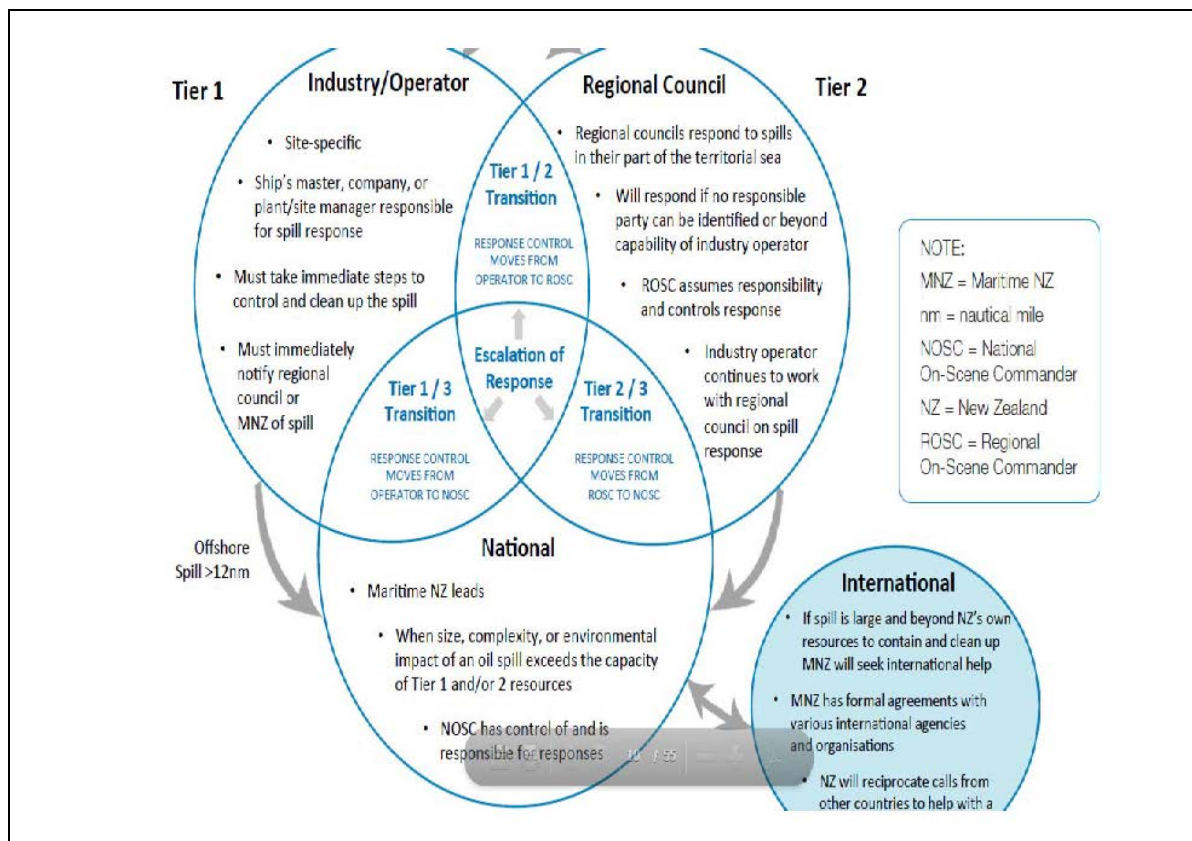 Tier 1
Industry/Operator
• Site-specific
• Ship's master, company, or
plant/site manager responsible
for spill response
• Must take immediate steps to
control and clean up the spill
• Must immediately
notify regional
council or
MNZ of spill
Tier 1 / 2
Transition
RESPONSE CONTROL
MOVES FROM
OPERATOR TO ROSC
Regional Council
Tier 2
• Regional councils respond to spills
in their part of the territorial sea
• Will respond if no responsible
party can be identified or beyond
capability of industry operator
• ROSC assumes responsibility
and controls response
• Industry operator
continues to work
with regional
council on spill
response
Escalation of
Response
Tier 1 / 3
Transition
RESPONSE CONTROL
MOVES FROM
OPERATOR TO NOSC
Tier 2 / 3
Transition
RESPONSE CONTROL
MOVES FROM
ROSC TO NOSC
NOTE:
MNZ = Maritime NZ
nm = nautical mile
NOSC = National
On-Scene Commander
NZ = New Zealand
ROSC = Regional
On-Scene Commander
Offshore
Spill >12nm
National
• Maritime NZ leads
• When size, complexity, or environmental
impact of an oil spill exceeds the capacity
of Tier 1 and/or 2 resources
• NOSC has control of and is
responsible for responses
/ 55
International
• If spill is large and beyond NZ's own
resources to contain and clean up
MNZ will seek international help
• MNZ has formal agreements with
various international agencies
and organisations
• NZ will reciprocate calls from
other countries to help with a